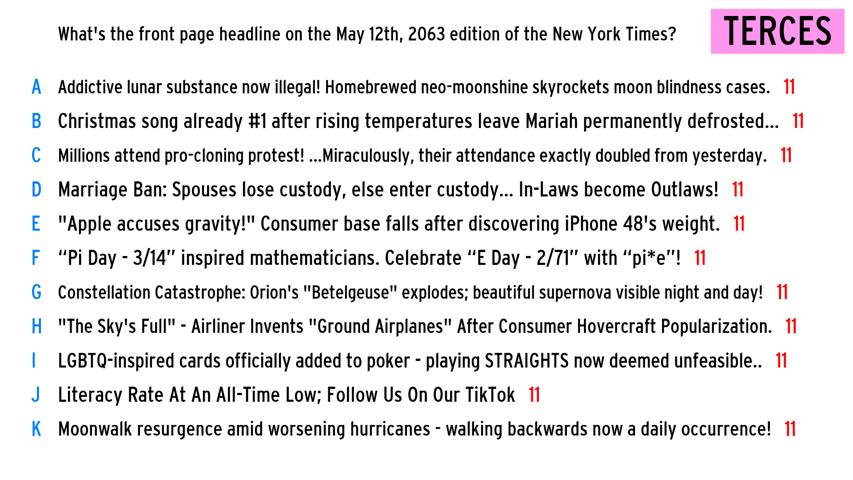 What's the front page headline on the May 12th, 2063 edition of the New York Times?
TERCES
A Addictive lunar substance now illegal! Homebrewed neo-moonshine skyrockets moon blindness cases. 11
B Christmas song already #1 after rising temperatures leave Mariah permanently defrosted... 11
C Millions attend pro-cloning protest! ...Miraculously, their attendance exactly doubled from yesterday. 11
D Marriage Ban: Spouses lose custody, else enter custody... In-Laws become Outlaws! 11
E "Apple accuses gravity!" Consumer base falls after discovering iPhone 48's weight. 11
F “Pi Day - 3/14” inspired mathematicians. Celebrate “E Day - 2/71” with “pi*e”! 11
G Constellation Catastrophe: Orion's "Betelgeuse" explodes; beautiful supernova visible night and day! 11
H "The Sky's Full" - Airliner Invents "Ground Airplanes" After Consumer Hovercraft Popularization. 11
I LGBTQ-inspired cards officially added to poker - playing STRAIGHTS now deemed unfeasible.. 11
J Literacy Rate At An All-Time Low; Follow Us On Our TikTok 11
K Moonwalk resurgence amid worsening hurricanes - walking backwards now a daily occurrence! 11